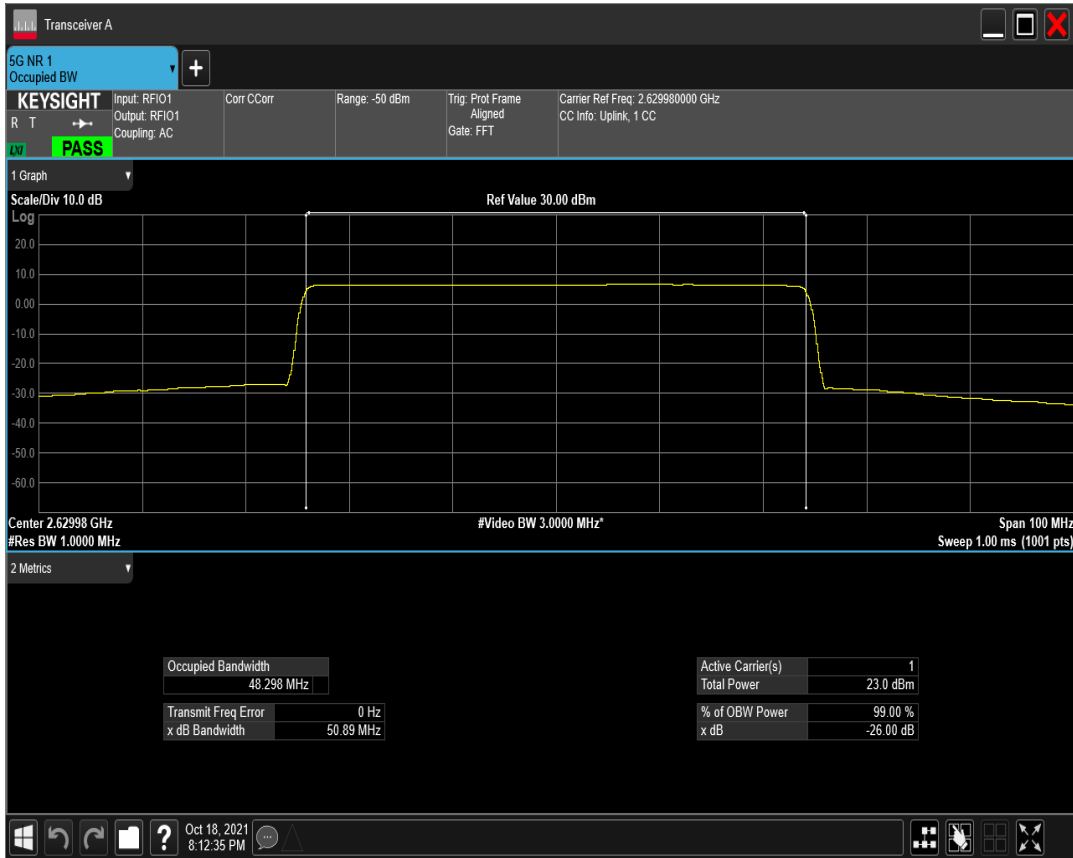 Transceiver A
5G NR 1
Occupied BW
KEYSIGHT
R T
LXI
PASS
Input: RFIO1
Output: RFIO1
Coupling: AC
Corr CCorr
Range: -50 dBm
Trig: Prot Frame
Aligned
Gate: FFT
Carrier Ref Freq: 2.629980000 GHz
CC Info: Uplink, 1 CC
1 Graph
Scale/Div 10.0 dB
Ref Value 30.00 dBm
Log
20.0
10.0
0.00
-10.0
-20.0
-30.0
-40.0
-50.0
-60.0
Center 2.62998 GHz
#Video BW 3.0000 MHz*
Span 100 MHz
#Res BW 1.0000 MHz
Sweep 1.00 ms (1001 pts)
2 Metrics
Occupied Bandwidth
48.298 MHz
Transmit Freq Error 0 Hz
x dB Bandwidth 50.89 MHz
Active Carrier(s) 1
Total Power 23.0 dBm
% of OBW Power 99.00 %
x dB -26.00 dB
?
Oct 18, 2021
8:12:35 PM